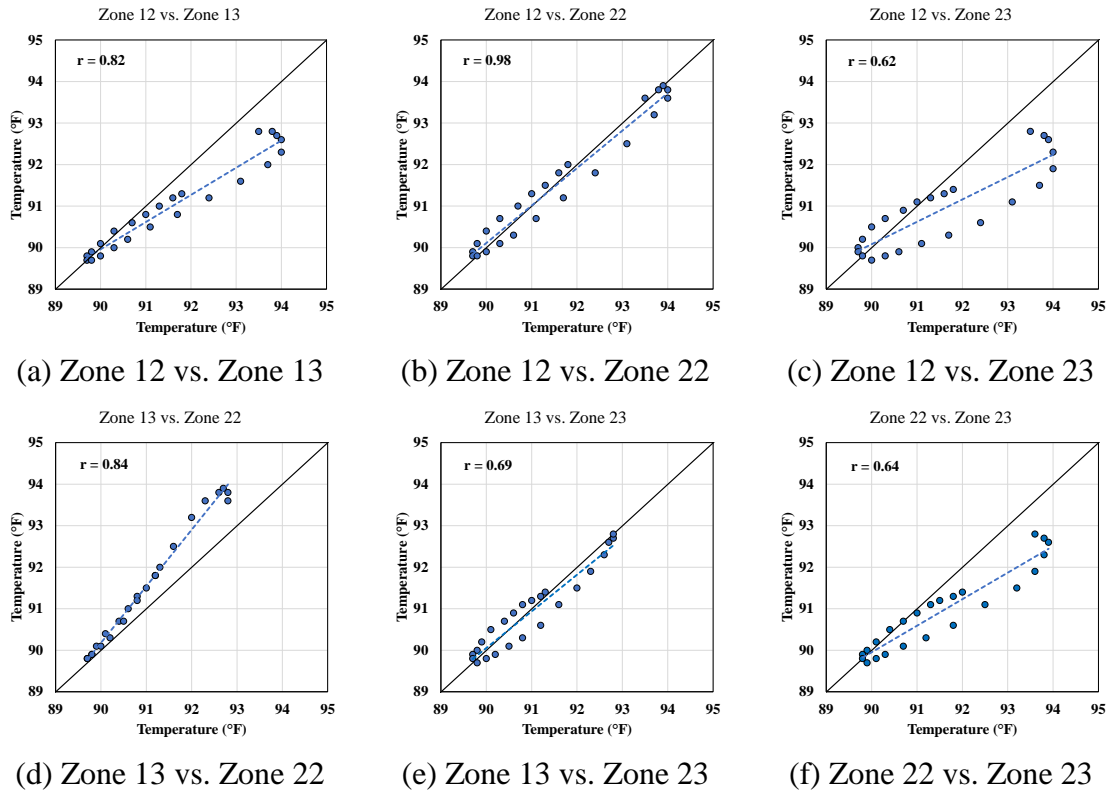 Zone 12 vs. Zone 13
95
94
93
92
91
90
89
r = 0.82
Temperature (°F)
89 90 91 92 93 94 95
Temperature (°F)
(a) Zone 12 vs. Zone 13
Zone 12 vs. Zone 22
95
94
93
92
91
90
89
r = 0.98
Temperature (°F)
89 90 91 92 93 94 95
Temperature (°F)
(b) Zone 12 vs. Zone 22
Zone 12 vs. Zone 23
95
94
93
92
91
90
89
r = 0.62
Temperature (°F)
89 90 91 92 93 94 95
Temperature (°F)
(c) Zone 12 vs. Zone 23
Zone 13 vs. Zone 22
95
94
93
92
91
90
89
r = 0.84
Temperature (°F)
89 90 91 92 93 94 95
Temperature (°F)
(d) Zone 13 vs. Zone 22
Zone 13 vs. Zone 23
95
94
93
92
91
90
89
r = 0.69
Temperature (°F)
89 90 91 92 93 94 95
Temperature (°F)
(e) Zone 13 vs. Zone 23
Zone 22 vs. Zone 23
95
94
93
92
91
90
89
r = 0.64
Temperature (°F)
89 90 91 92 93 94 95
Temperature (°F)
(f) Zone 22 vs. Zone 23